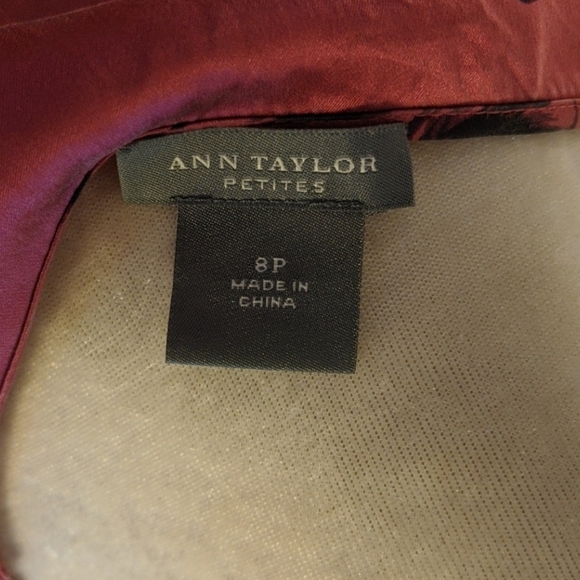 ANN TAYLOR
PETITES
8P
MADE IN
CHINA